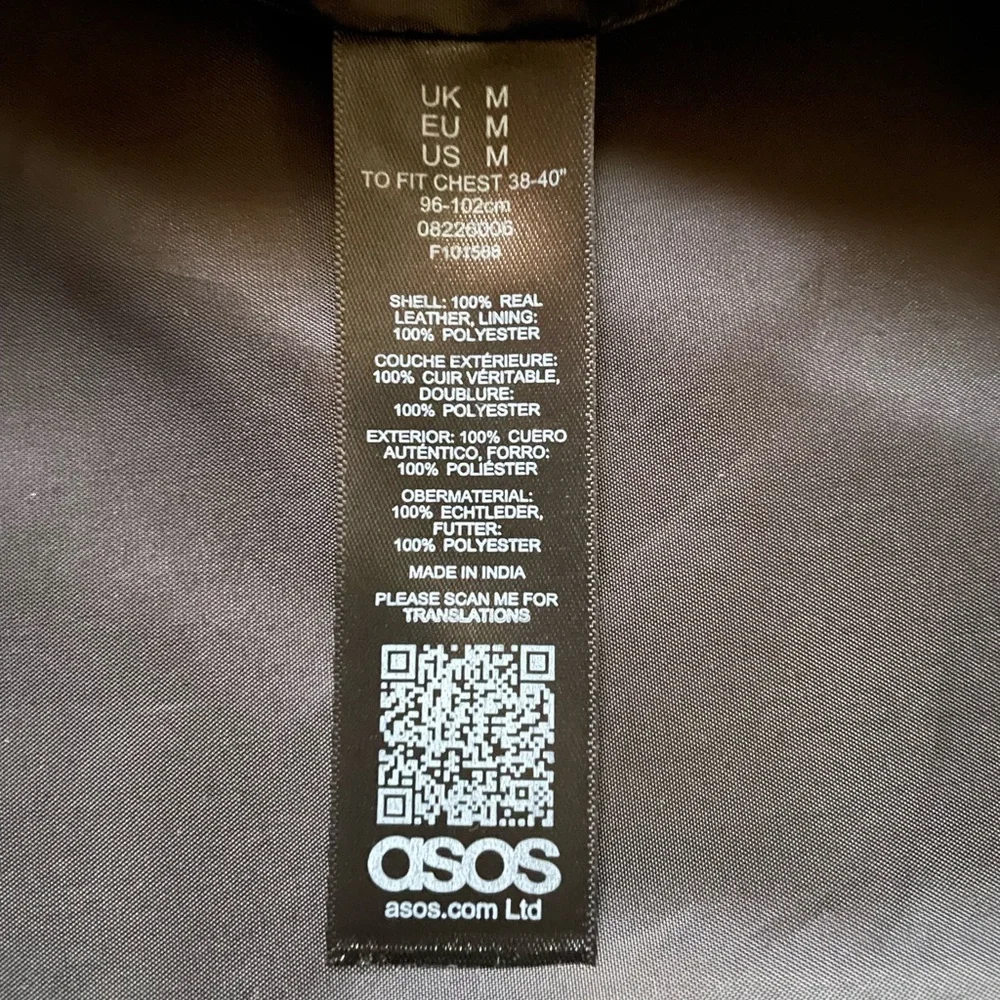 UK M
EU M
US M
TO FIT CHEST 38-40"
96-102cm
08226006
F101568
SHELL: 100% REAL
LEATHER, LINING:
100% POLYESTER
COUCHE EXTÉRIEURE:
100% CUIR VÉRITABLE,
DOUBLURE:
100% POLYESTER
EXTERIOR: 100% CUERO
AUTÉNTICO, FORRO:
100% POLIÉSTER
OBERMATERIAL:
100% ECHTLEDER,
FUTTER:
100% POLYESTER
MADE IN INDIA
PLEASE SCAN ME FOR
TRANSLATIONS
asos
asos.com Ltd